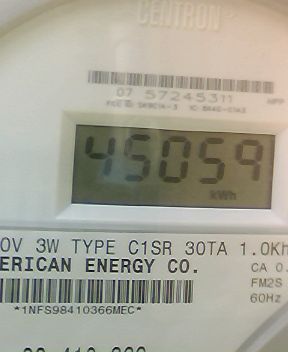 CENTRON
07 57245311
45059
kWh
0V 3W TYPE C1SR 30TA 1.0Kh
ERICAN ENERGY CO.
CA 0.
FM2S
*1NFS98410366MEC*
60Hz